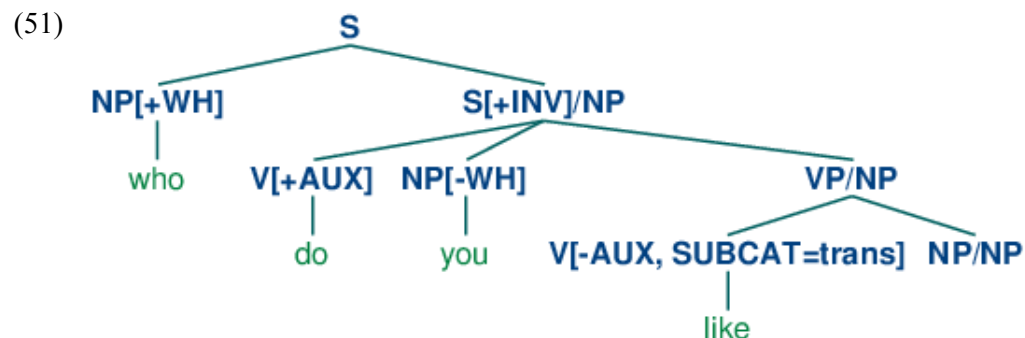 (51)
S
NP[+WH] S[+INV]/NP
who V[+AUX] NP[-WH] VP/NP
do you V[-AUX, SUBCAT=trans] NP/NP
like